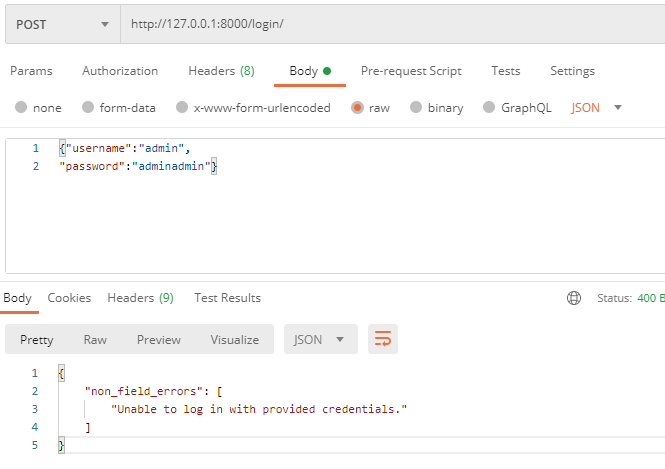 POST http://127.0.0.1:8000/login/
Params Authorization Headers (8) Body Pre-request Script Tests Settings
none form-data x-www-form-urlencoded raw binary GraphQL JSON
1 {"username":"admin",
2 "password":"adminadmin"}
Body Cookies Headers (9) Test Results Status: 400 B
Pretty Raw Preview Visualize JSON
1 {
2 "non_field_errors": [
3 "Unable to log in with provided credentials."
4 ]
5 }